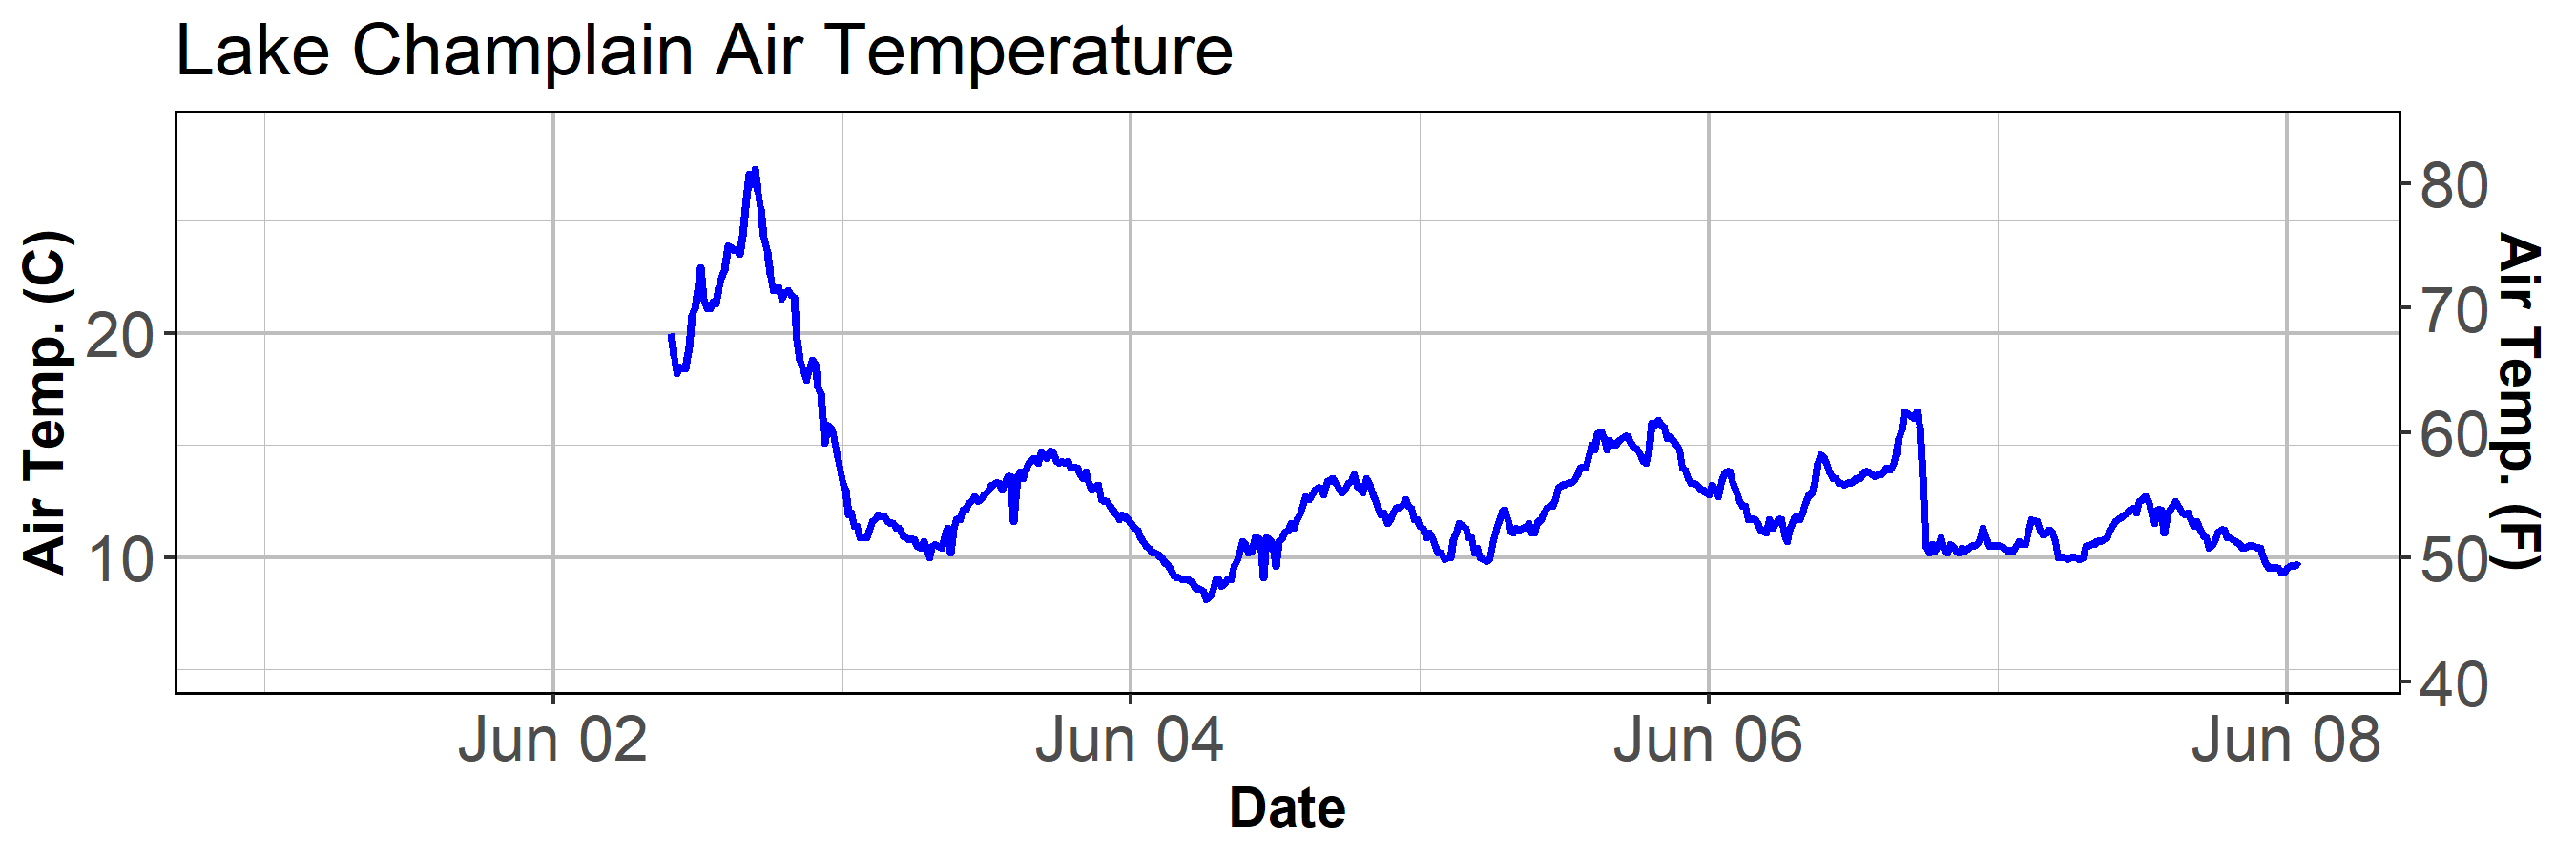 Lake Champlain Air Temperature
Air Temp. (C)
20
10
80
70
60
50
40
Air Temp. (F)
Jun 02 Jun 04 Jun 06 Jun 08
Date